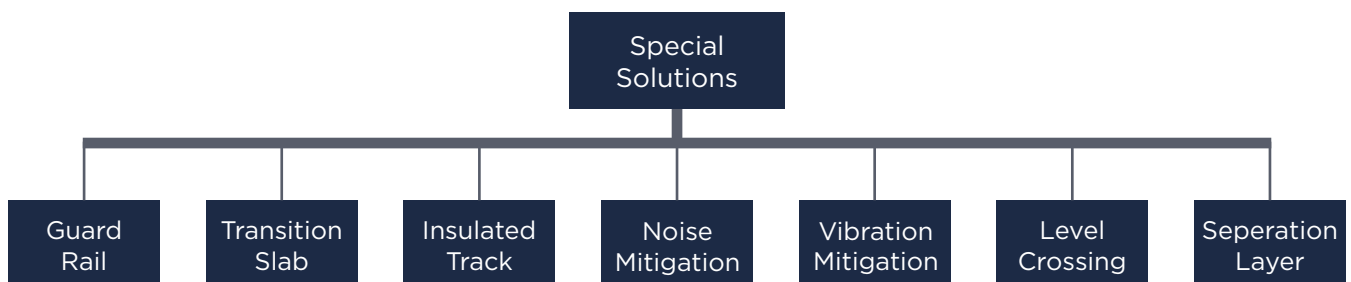 Special
Solutions
Guard
Rail
Transition
Slab
Insulated
Track
Noise
Mitigation
Vibration
Mitigation
Level
Crossing
Seperation
Layer